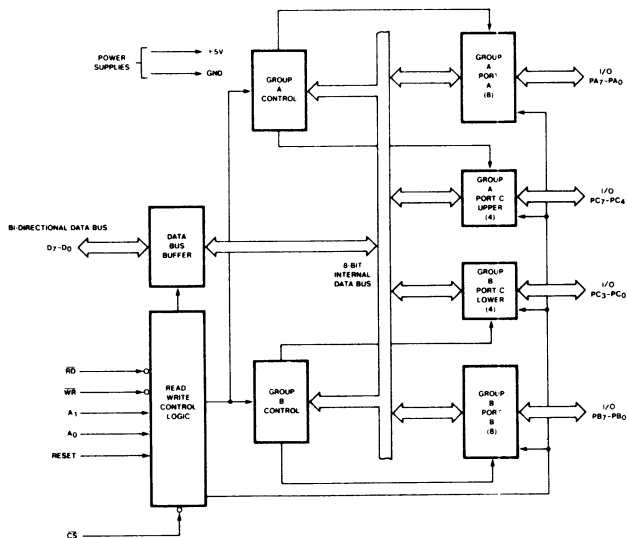 POWER
SUPPLIES
+5V
GND
GROUP
A
CONTROL
GROUP
A
PORT
A
(8)
I/O
PA7-PA0
GROUP
A
PORT C
UPPER
(4)
I/O
PC7-PC4
BI-DIRECTIONAL DATA BUS
D7-D0
DATA
BUS
BUFFER
8-BIT
INTERNAL
DATA BUS
GROUP
B
PORT C
LOWER
(4)
I/O
PC3-PC0
RD
WR
A1
A0
RESET
CS
READ
WRITE
CONTROL
LOGIC
GROUP
B
CONTROL
GROUP
B
PORT
B
(8)
I/O
PB7-PB0